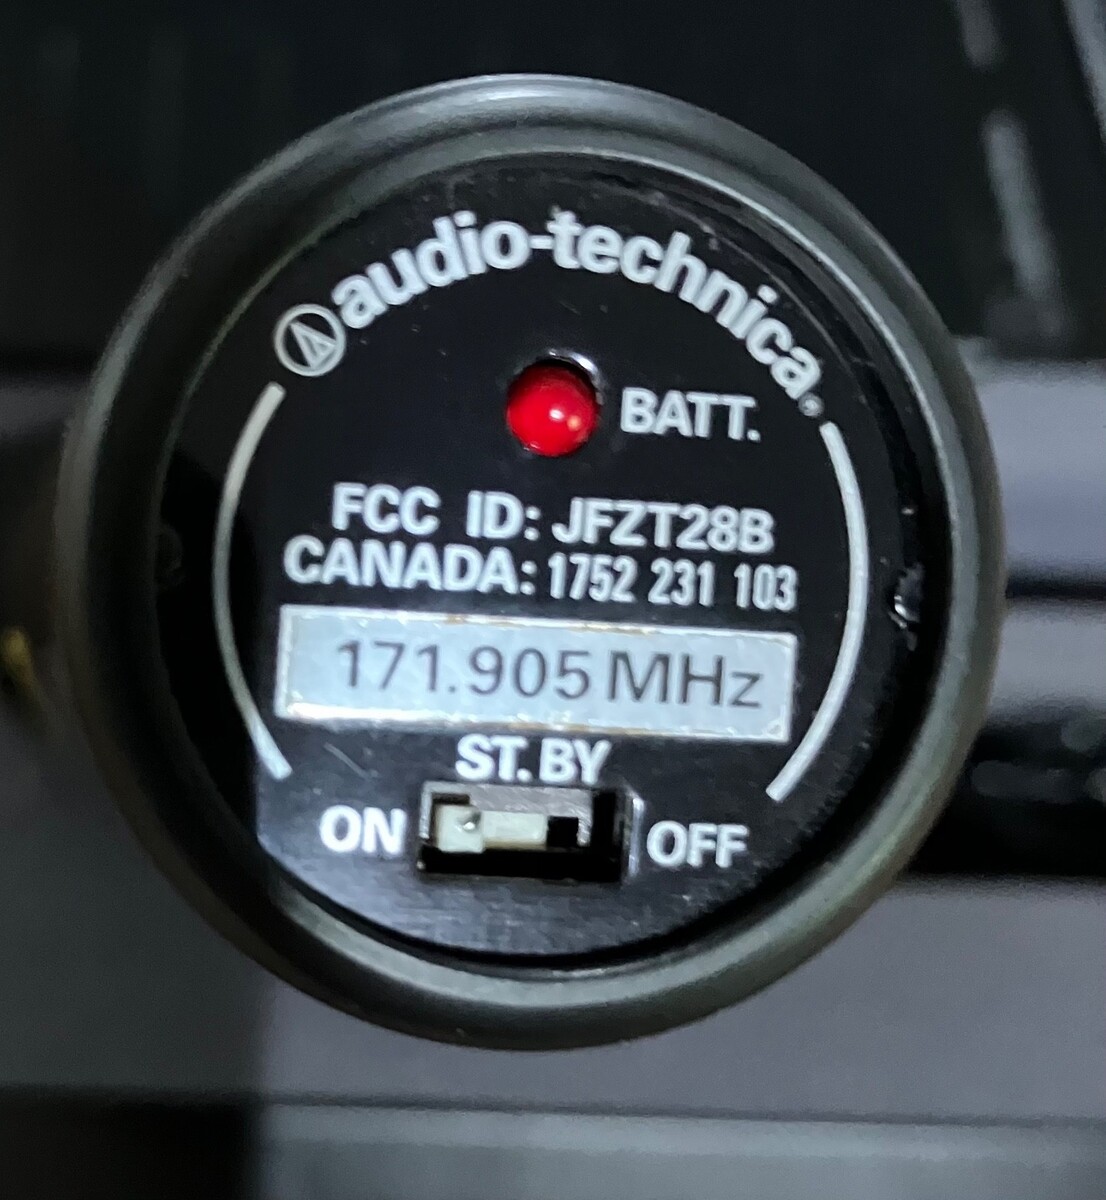 audio-technica.
BATT.
FCC ID: JFZT28B
CANADA: 1752 231 103
171.905 MHz
ST. BY
ON
OFF